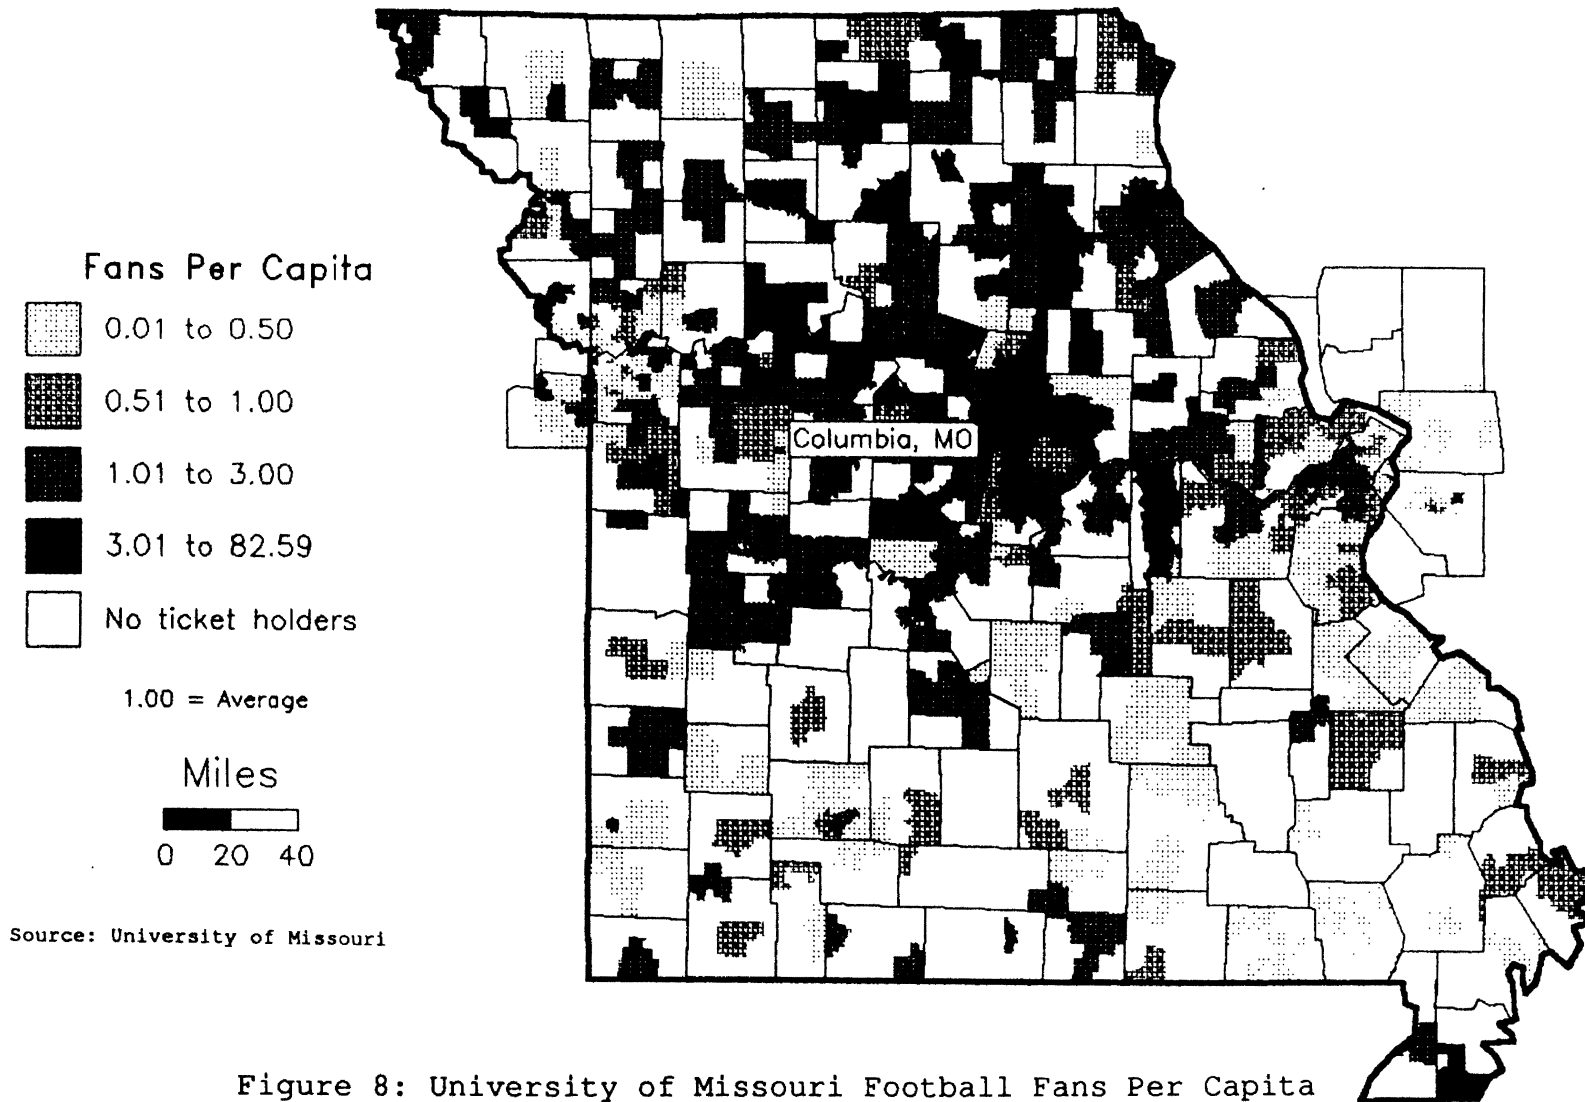 Fans Per Capita
0.01 to 0.50
0.51 to 1.00
1.01 to 3.00
3.01 to 82.59
No ticket holders
1.00 = Average
Miles
0 20 40
Source: University of Missouri
Columbia, MO
Figure 8: University of Missouri Football Fans Per Capita